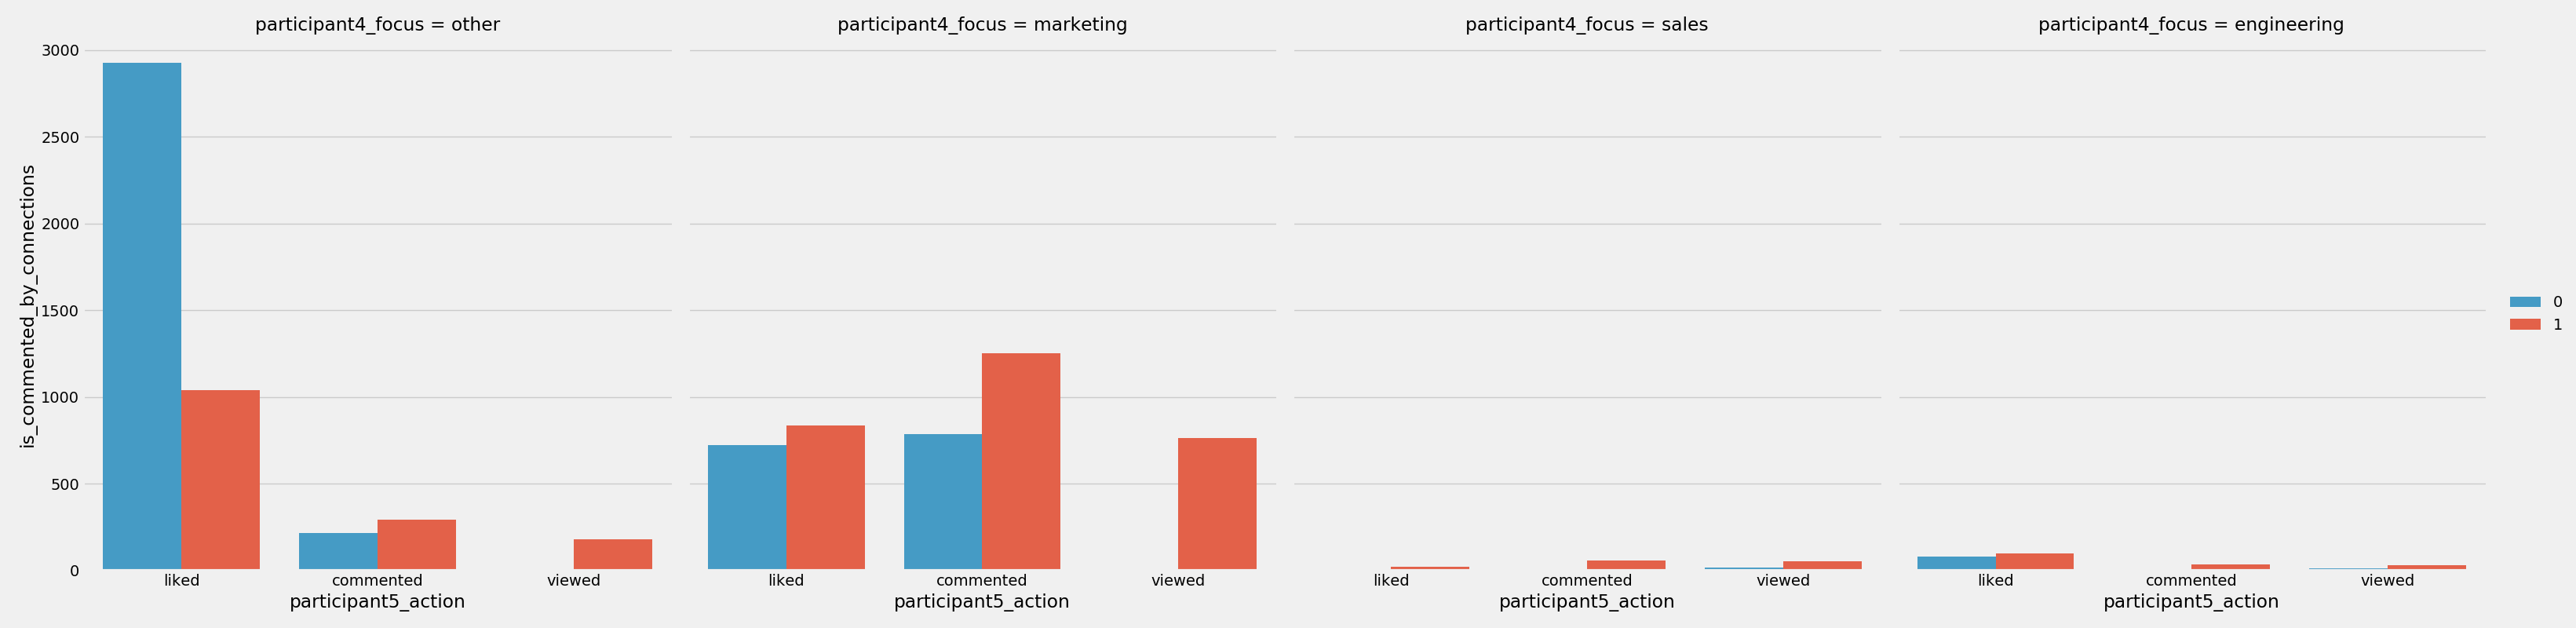 participant4_focus = other
participant4_focus = marketing
participant4_focus = sales
participant4_focus = engineering
is_commented_by_connections
3000
2500
2000
1500
1000
500
0
0
1
liked commented viewed
liked commented viewed
liked commented viewed
liked commented viewed
participant5_action
participant5_action
participant5_action
participant5_action